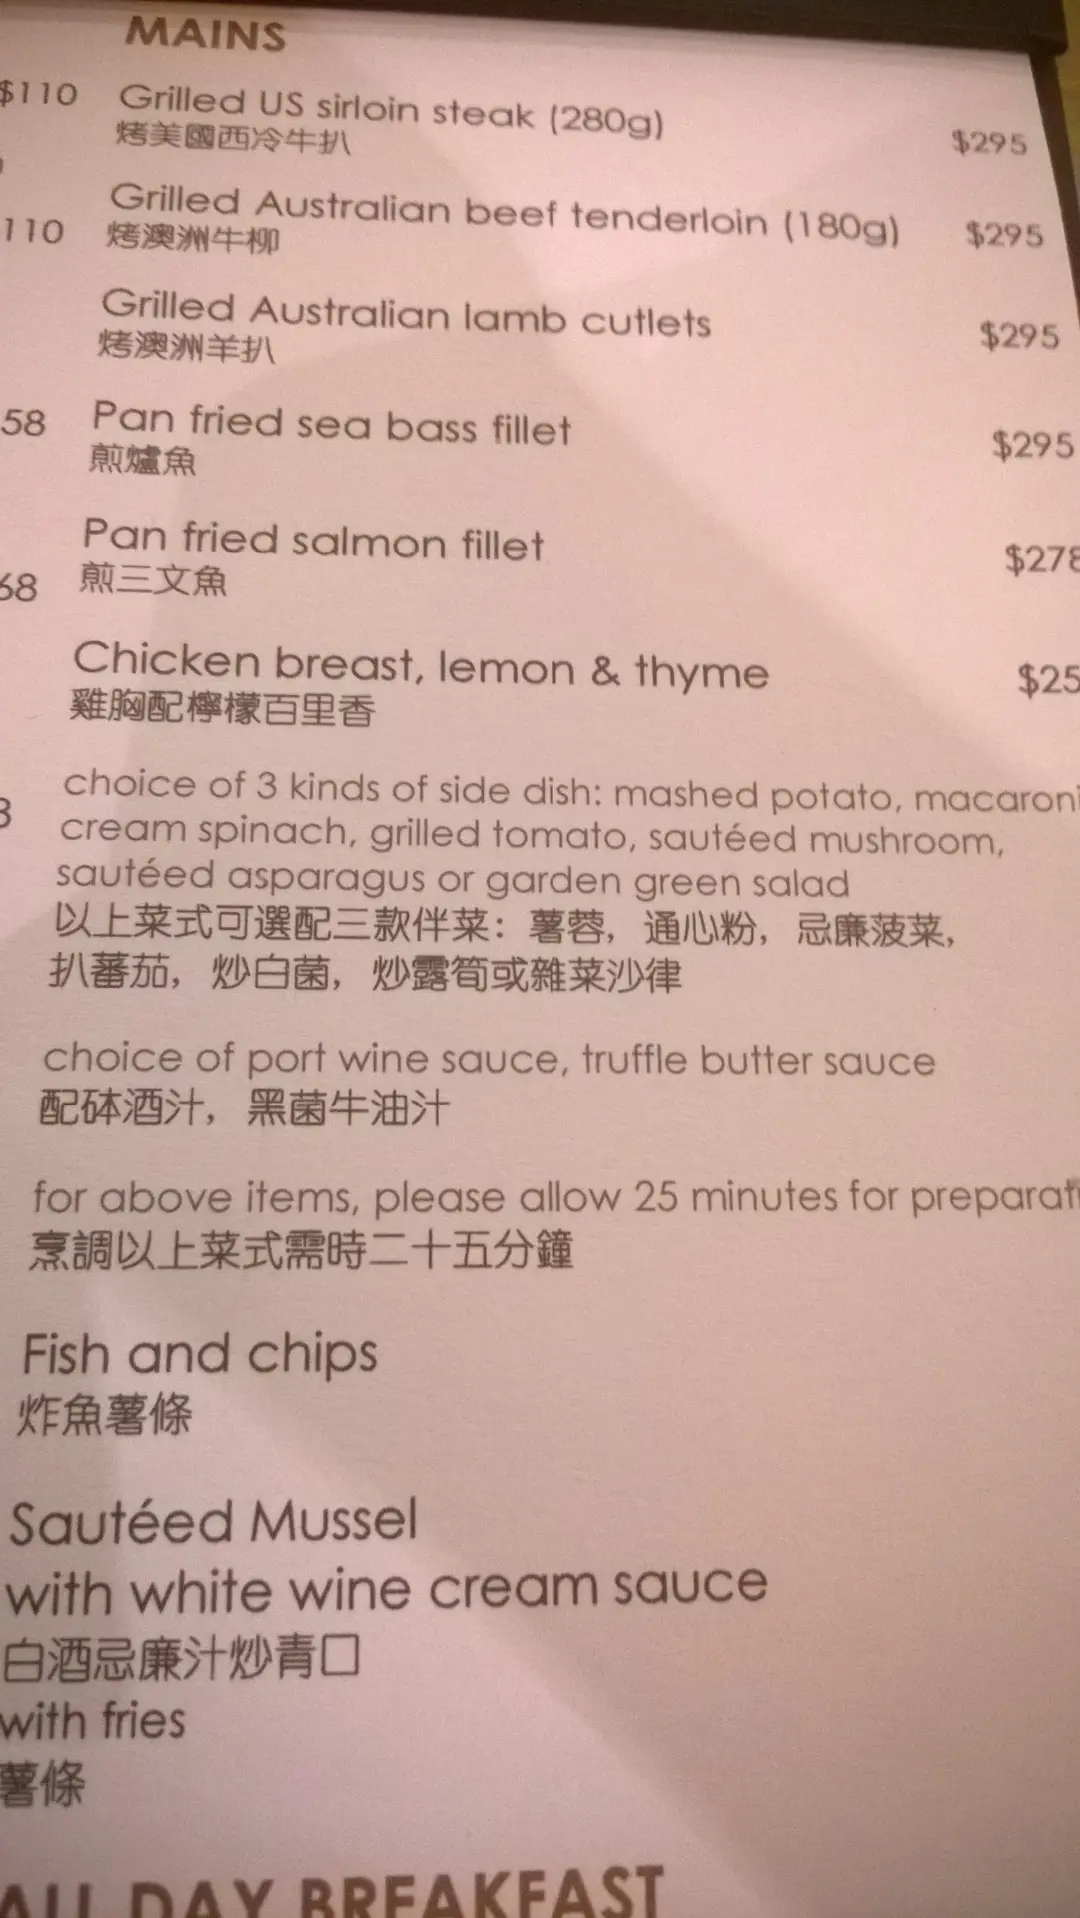 MAINS
$110
Grilled US sirloin steak (280g)
烤美國西冷牛扒
$295
110
Grilled Australian beef tenderloin (180g)
烤澳洲牛柳
$295
Grilled Australian lamb cutlets
烤澳洲羊扒
$295
58
Pan fried sea bass fillet
煎爐魚
$295
Pan fried salmon fillet
煎三文魚
$278
68
Chicken breast, lemon & thyme
雞胸配檸檬百里香
$25
choice of 3 kinds of side dish: mashed potato, macaroni
cream spinach, grilled tomato, sautéed mushroom,
sautéed asparagus or garden green salad
以上菜式可選配三款伴菜：薯蓉，通心粉，忌廉菠菜，
扒蕃茄，炒白菌，炒露筍或雜菜沙律
choice of port wine sauce, truffle butter sauce
配砵酒汁，黑菌牛油汁
for above items, please allow 25 minutes for preparati
烹調以上菜式需時二十五分鐘
Fish and chips
炸魚薯條
Sautéed Mussel
with white wine cream sauce
白酒忌廉汁炒青口
with fries
薯條
ALL DAY BREAKFAST